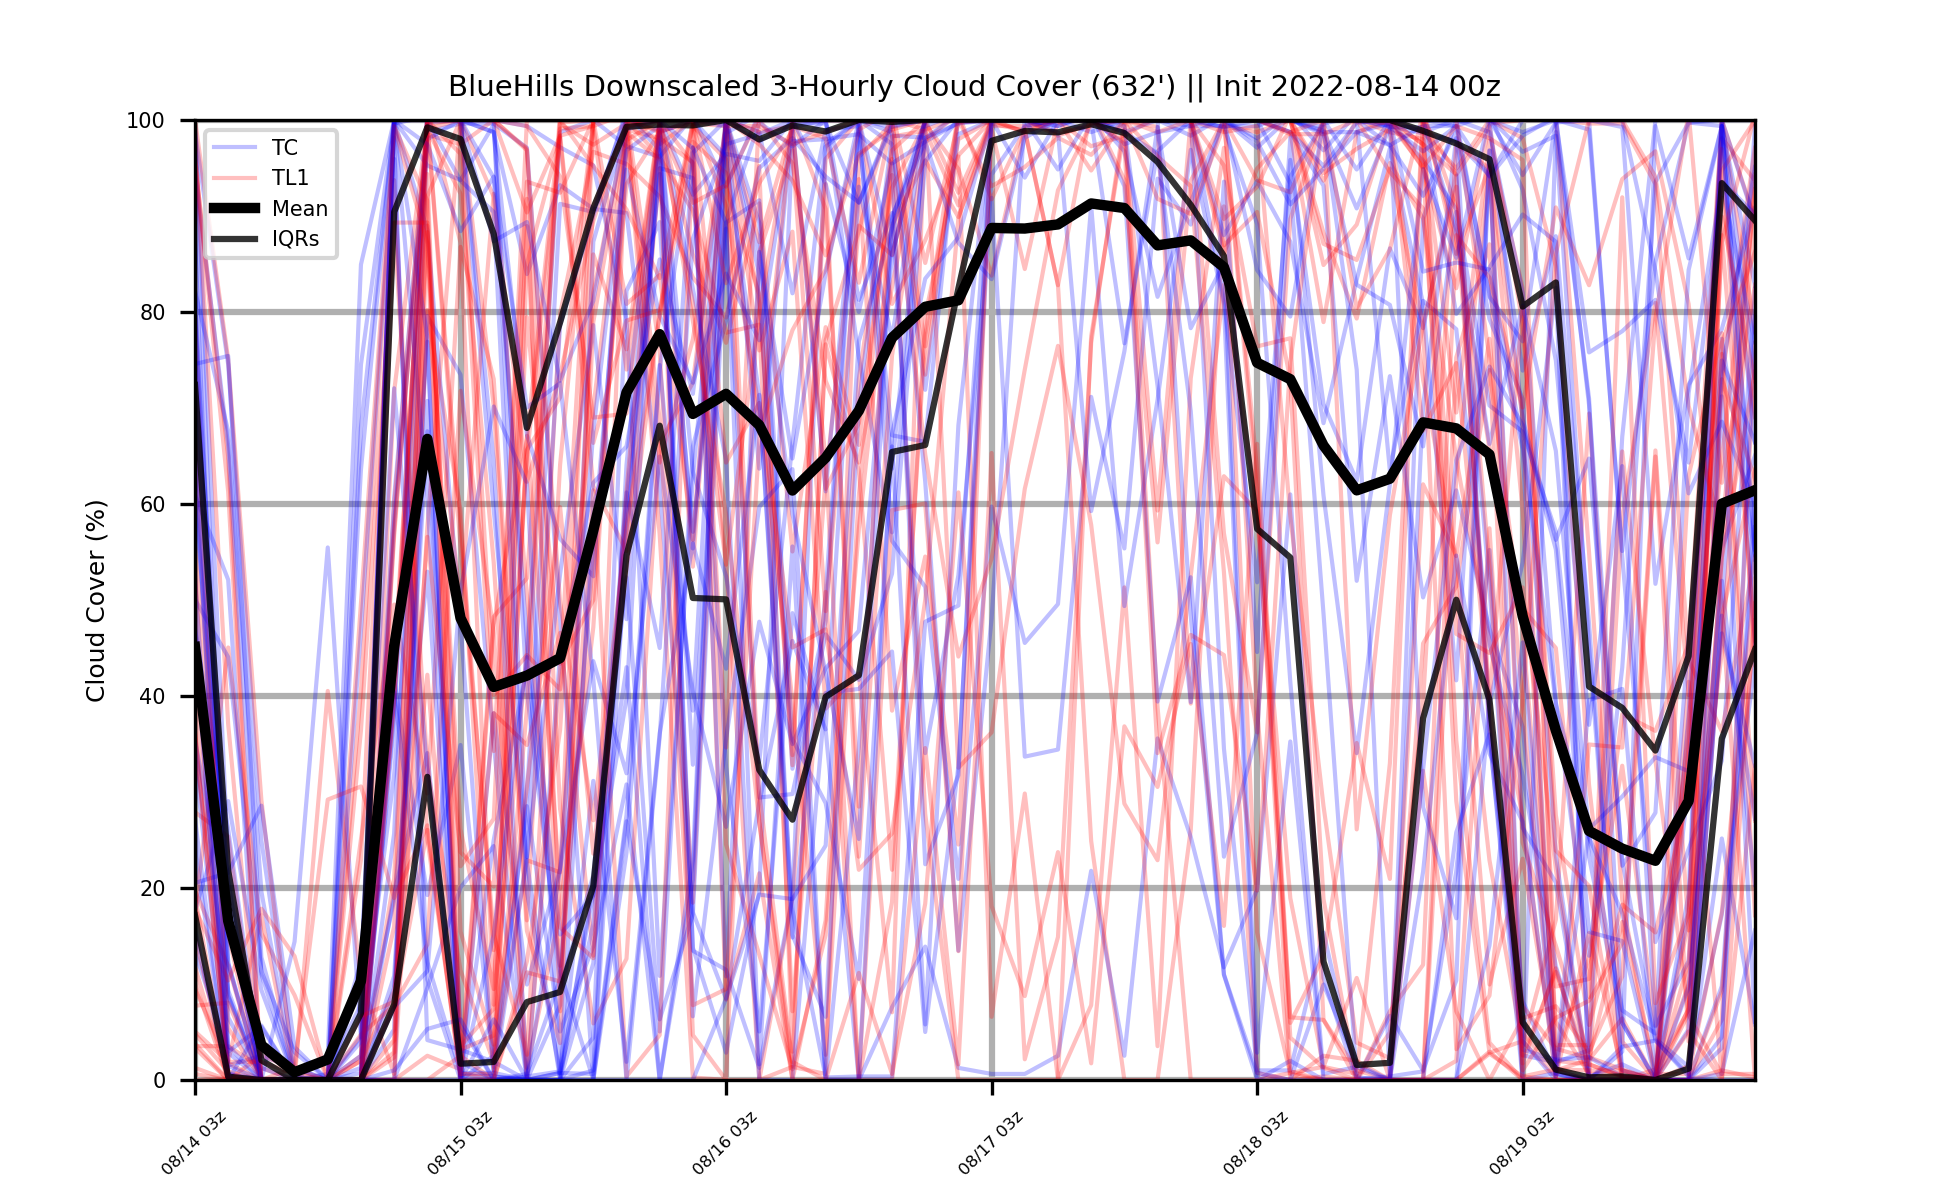 BlueHills Downscaled 3-Hourly Cloud Cover (632') || Init 2022-08-14 00z
100
80
60
40
20
0
Cloud Cover (%)
TC
TL1
Mean
IQRs
08/14 03z
08/15 03z
08/16 03z
08/17 03z
08/18 03z
08/19 03z